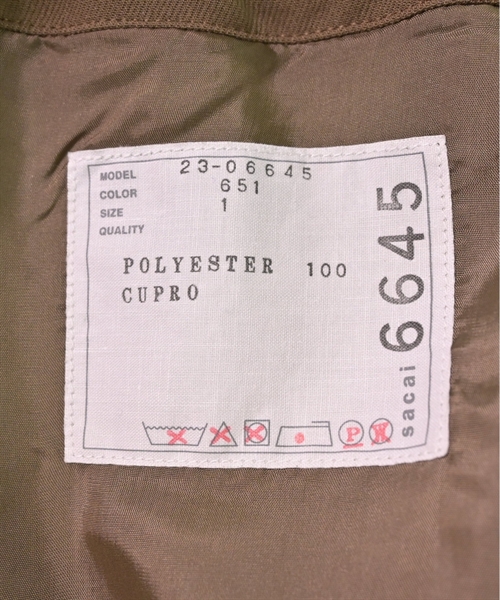 MODEL 23-06645
COLOR 651
SIZE 1
QUALITY
POLYESTER 100
CUPRO
P W
sacai 6645